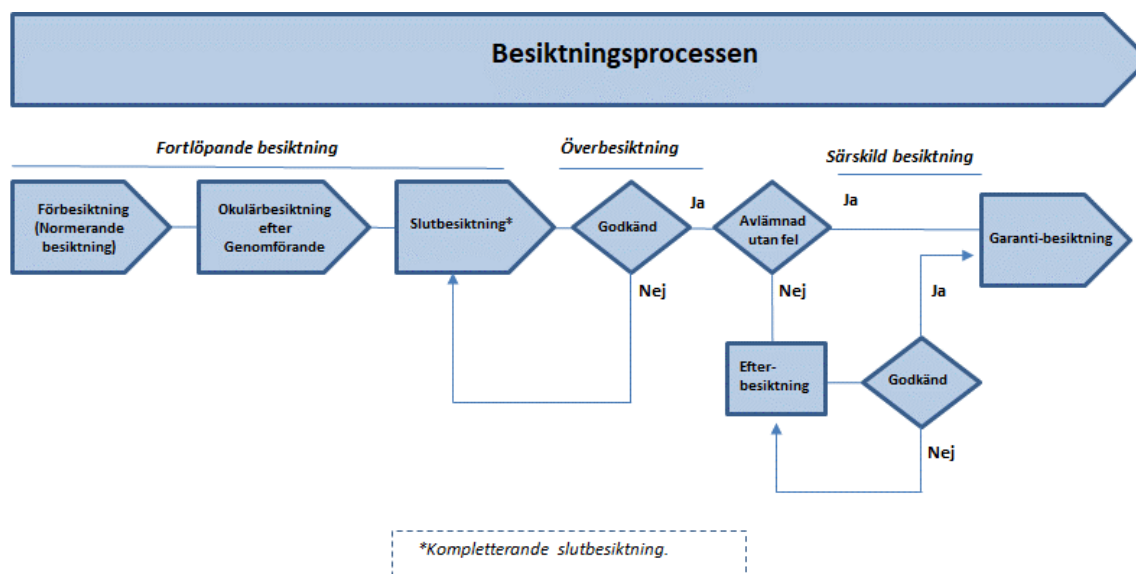 Besiktningsprocessen
Fortlöpande besiktning
Överbesiktning
Särskild besiktning
Förbesiktning
(Normerande
besiktning)
Okulärbesiktning
efter
Genomförande
Slutbesiktning*
Godkänd
Ja
Nej
Avlämnad
utan fel
Ja
Nej
Garanti-besiktning
Efter-
besiktning
Godkänd
Ja
Nej
*Kompletterande slutbesiktning.